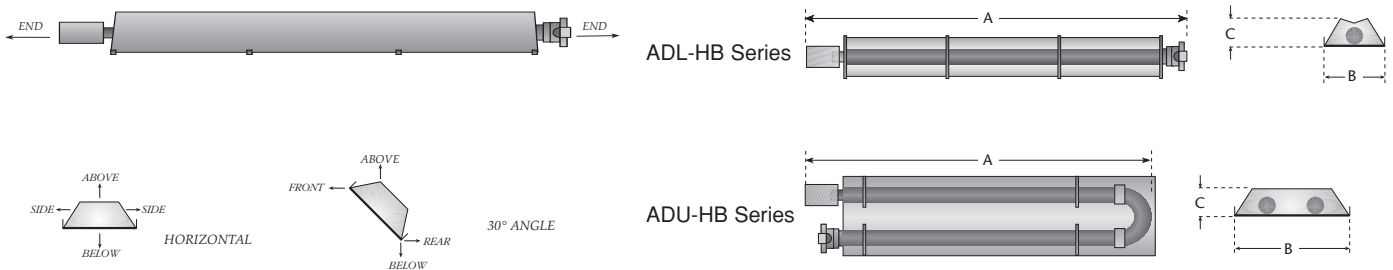 END
END
ABOVE
SIDE
SIDE
BELOW
HORIZONTAL
ABOVE
FRONT
REAR
BELOW
30° ANGLE
A
ADL-HB Series
C
B
A
ADU-HB Series
C
B